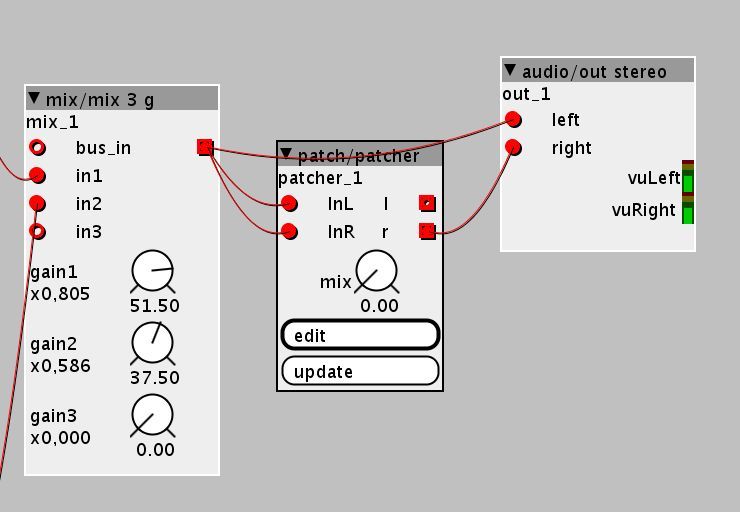 mix/mix 3 g
mix_1
bus_in
in1
in2
in3
gain1
x0,805
51.50
gain2
x0,586
37.50
gain3
x0,000
0.00
patch/patcher
patcher_1
InL l
InR r
mix
0.00
edit
update
audio/out stereo
out_1
left
right
vuLeft
vuRight